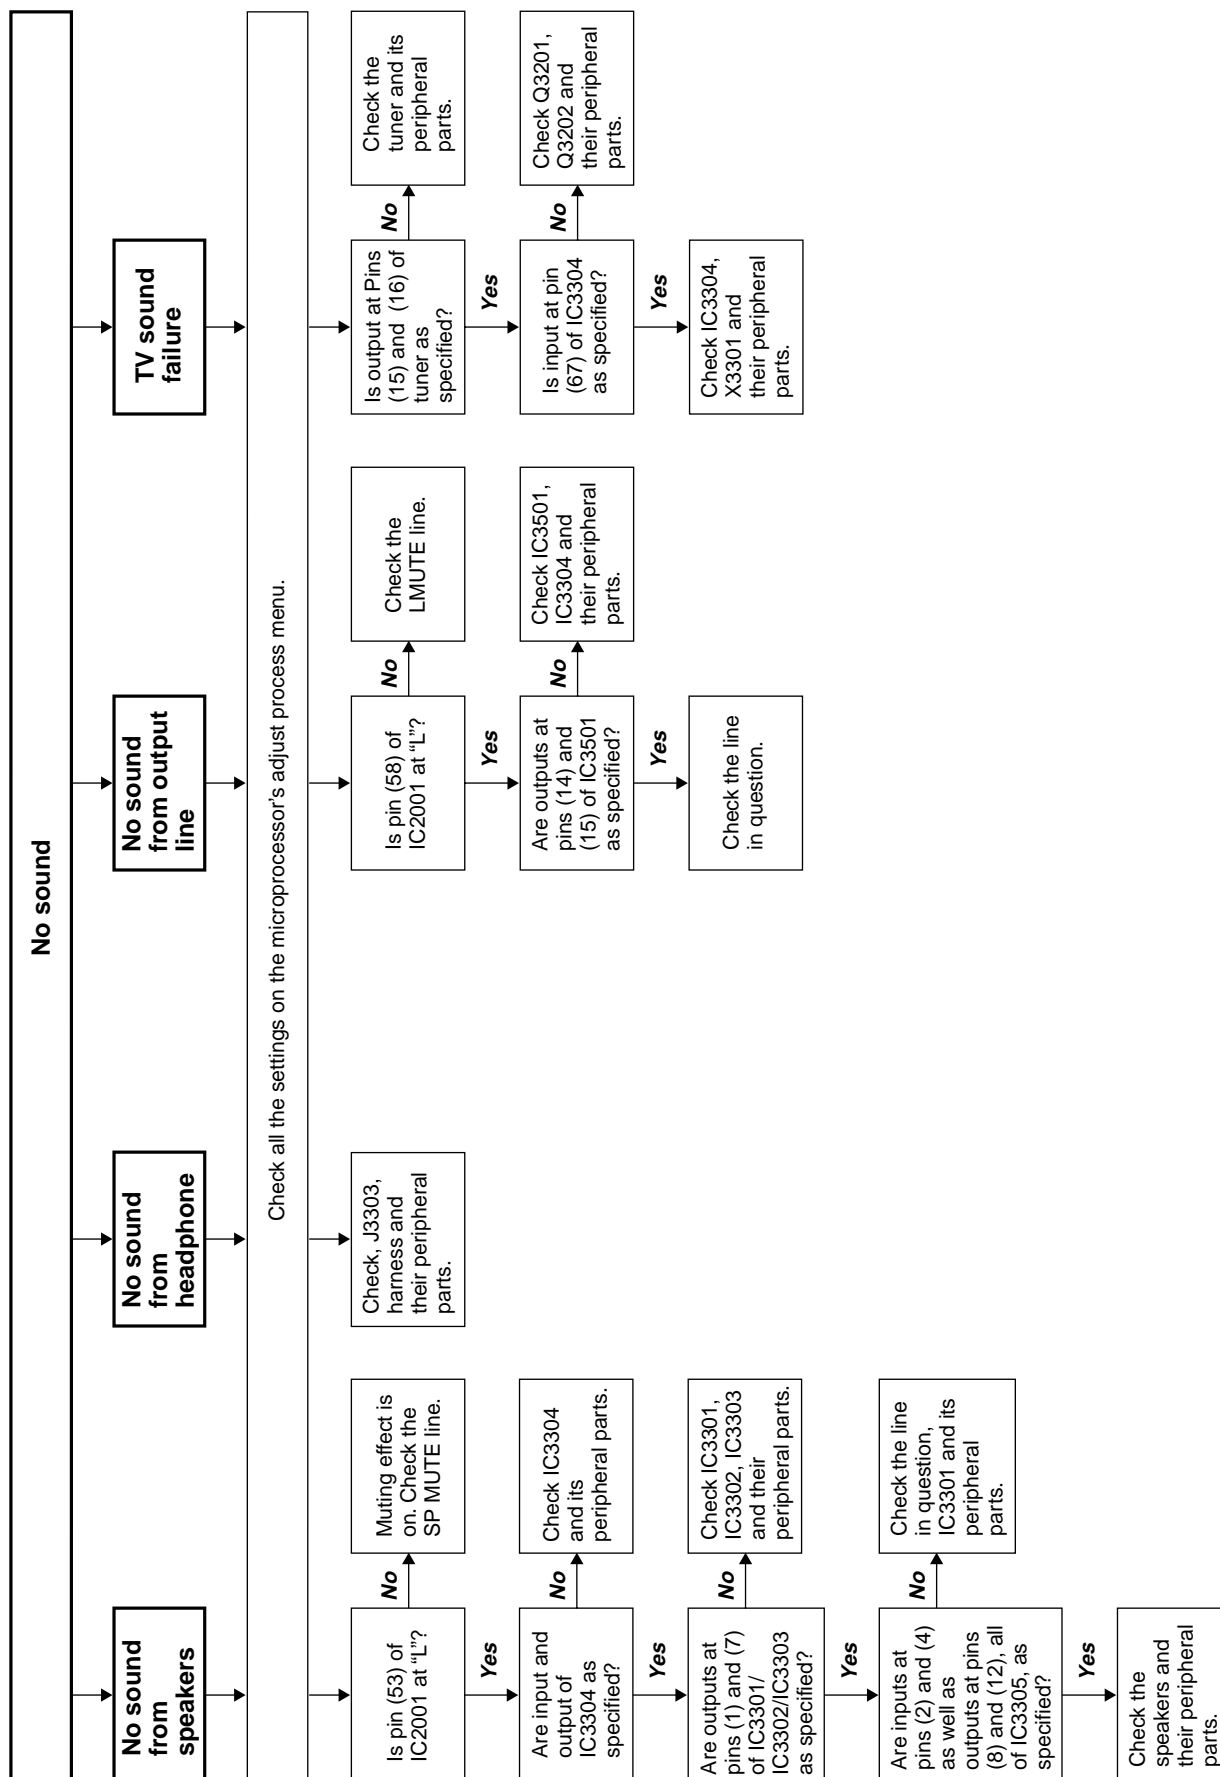 No sound
No sound
from
speakers
No sound
from
headphone
No sound
from output
line
TV sound
failure
Check all the settings on the microprocessor's adjust process menu.
Is pin (53) of
IC2001 at “L”?
No
Muting effect is
on. Check the
SP MUTE line.
Yes
Are input and
output of
IC3304 as
specified?
No
Check IC3304
and its
peripheral parts.
Yes
Are outputs at
pins (1) and (7)
of IC3301/
IC3302/IC3303
as specified?
No
Check IC3301,
IC3302, IC3303
and their
peripheral parts.
Yes
Are inputs at
pins (2) and (4)
as well as
outputs at pins
(8) and (12), all
of IC3305, as
specified?
No
Check the line
in question,
IC3301 and its
peripheral
parts.
Yes
Check the
speakers and
their peripheral
parts.
Check, J3303,
harness and
their peripheral
parts.
Is pin (58) of
IC2001 at “L”?
No
Check the
LMUTE line.
Yes
Are outputs at
pins (14) and
(15) of IC3501
as specified?
No
Check IC3501,
IC3304 and
their peripheral
parts.
Yes
Check the line
in question.
Is output at Pins
(15) and (16) of
tuner as
specified?
No
Check the
tuner and its
peripheral
parts.
Yes
Is input at pin
(67) of IC3304
as specified?
No
Check Q3201,
Q3202 and
their peripheral
parts.
Yes
Check IC3304,
X3301 and
their peripheral
parts.